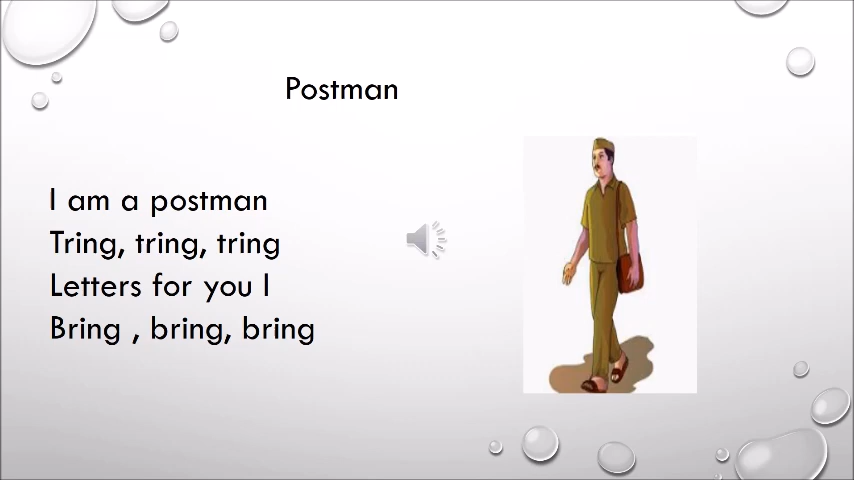 Postman
I am a postman
Tring, tring, tring
Letters for you I
Bring , bring, bring